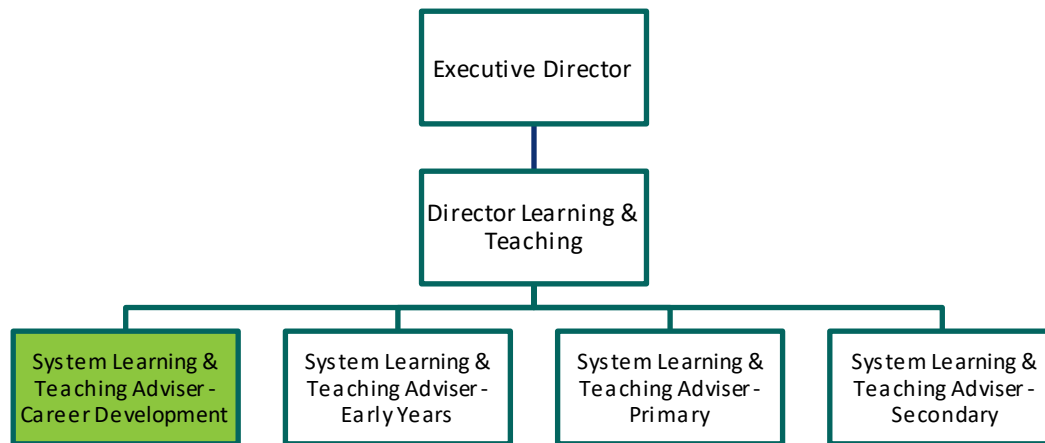 Executive Director
Director Learning &
Teaching
System Learning &
Teaching Adviser -
Career Development
System Learning &
Teaching Adviser -
Early Years
System Learning &
Teaching Adviser -
Primary
System Learning &
Teaching Adviser -
Secondary